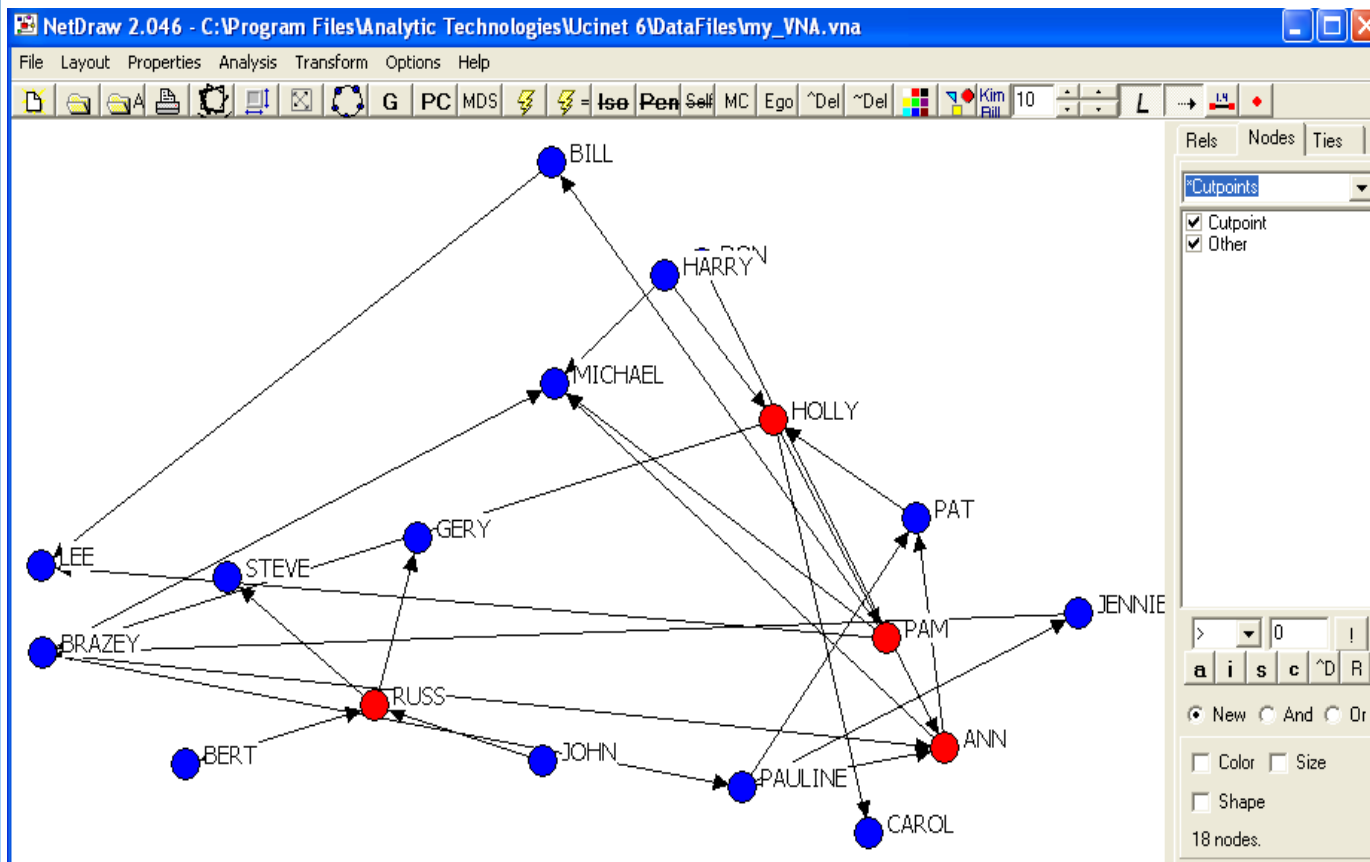 NetDraw 2.046 - C:\Program Files\Analytic Technologies\Ucinet 6\DataFiles\my_VNA.vna
File Layout Properties Analysis Transform Options Help
A G PC MDS = Iso Pen Self MC Ego ^Del ~Del Kim Bill 10 L 1.4
Rels Nodes Ties
*Cutpoints
Cutpoint
Other
BILL
HARRY
MICHAEL
HOLLY
PAT
GERY
LEE
STEVE
JENNIE
PAM
BRAZEY
RUSS
ANN
BERT
JOHN
PAULINE
CAROL
> 0 !
a i s c ^D R
New And Or
Color Size
Shape
18 nodes.